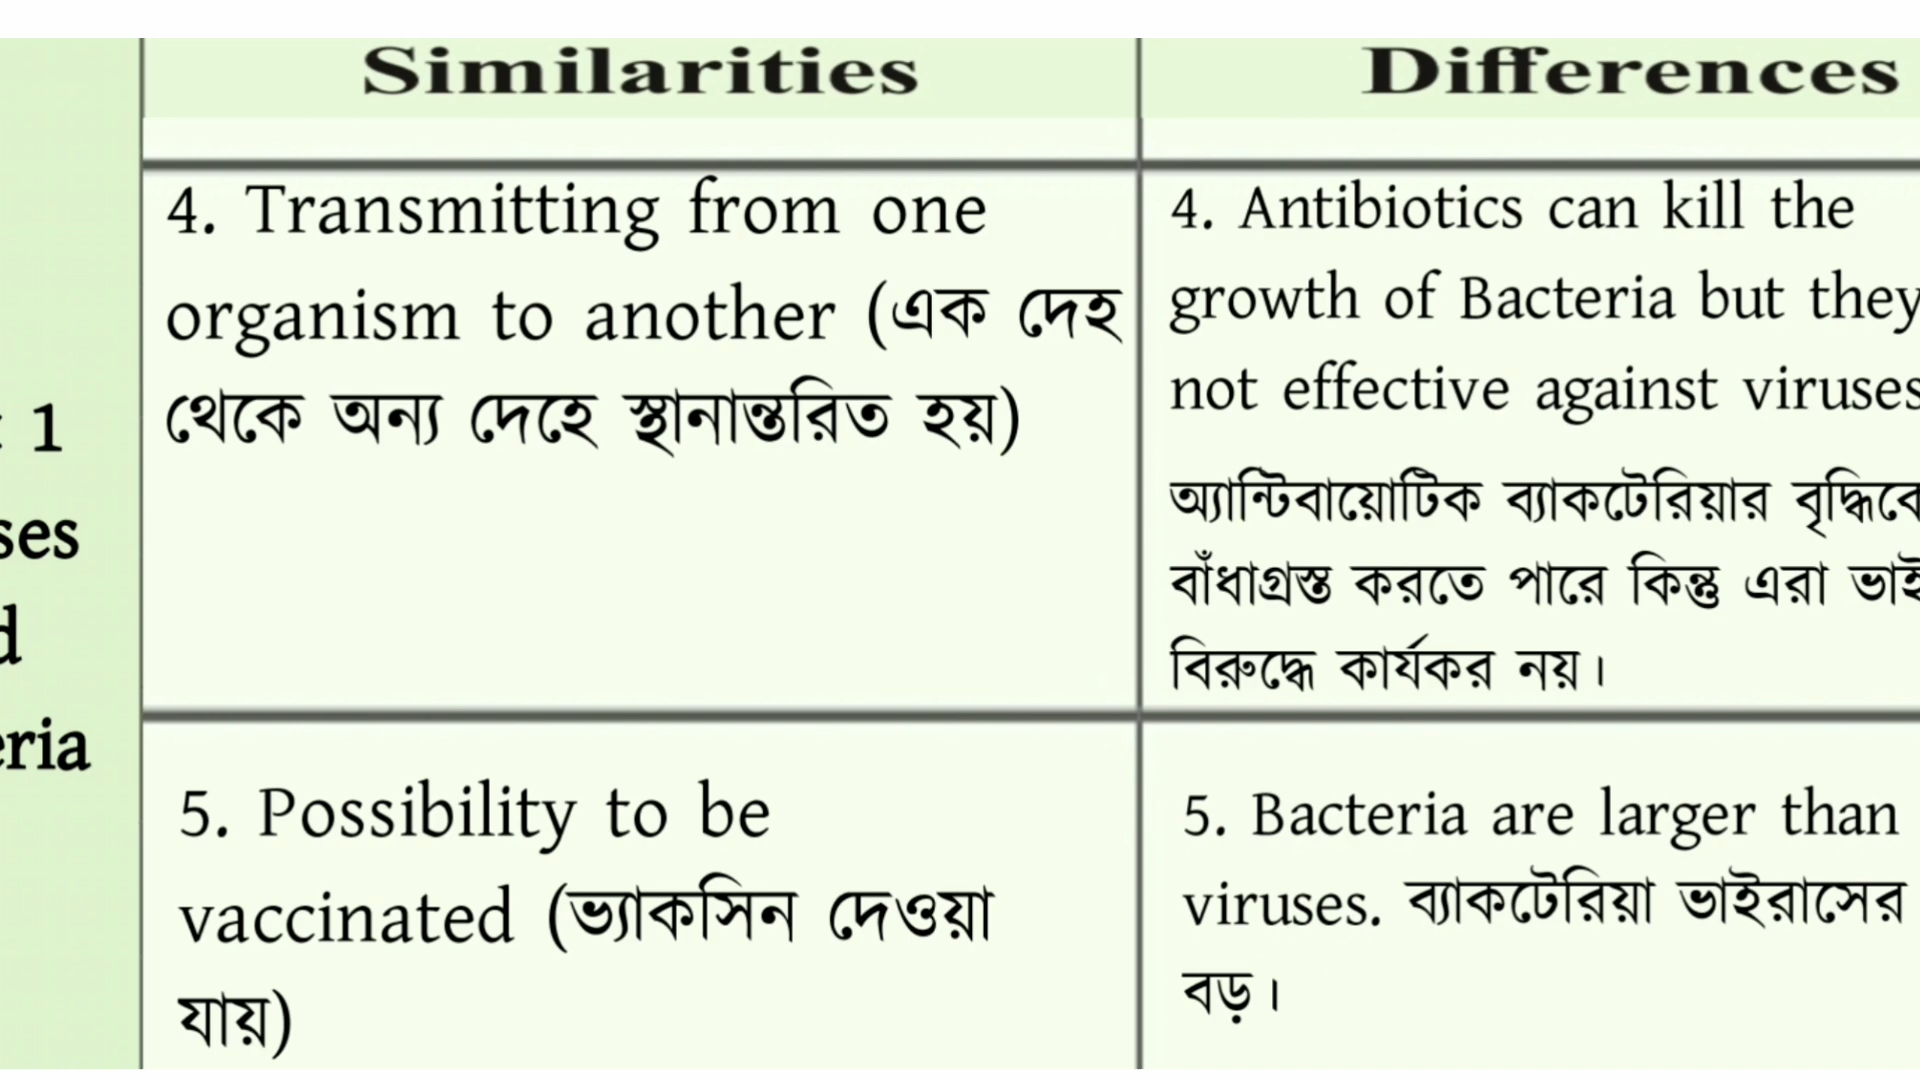 Similarities
Differences
4. Transmitting from one
organism to another (এক দেহ
থেকে অন্য দেহে স্থানান্তরিত হয়)
4. Antibiotics can kill the
growth of Bacteria but they
not effective against viruses
অ্যান্টিবায়োটিক ব্যাকটেরিয়ার
বাঁধাগ্রস্ত করতে পারে কিন্তু এরা
বিরুদ্ধে কার্যকর নয়।
1
5. Possibility to be
vaccinated (ভ্যাকসিন দেওয়া
যায়)
5. Bacteria are larger than
viruses. ব্যাকটেরিয়া ভাইরাসের
বড়।